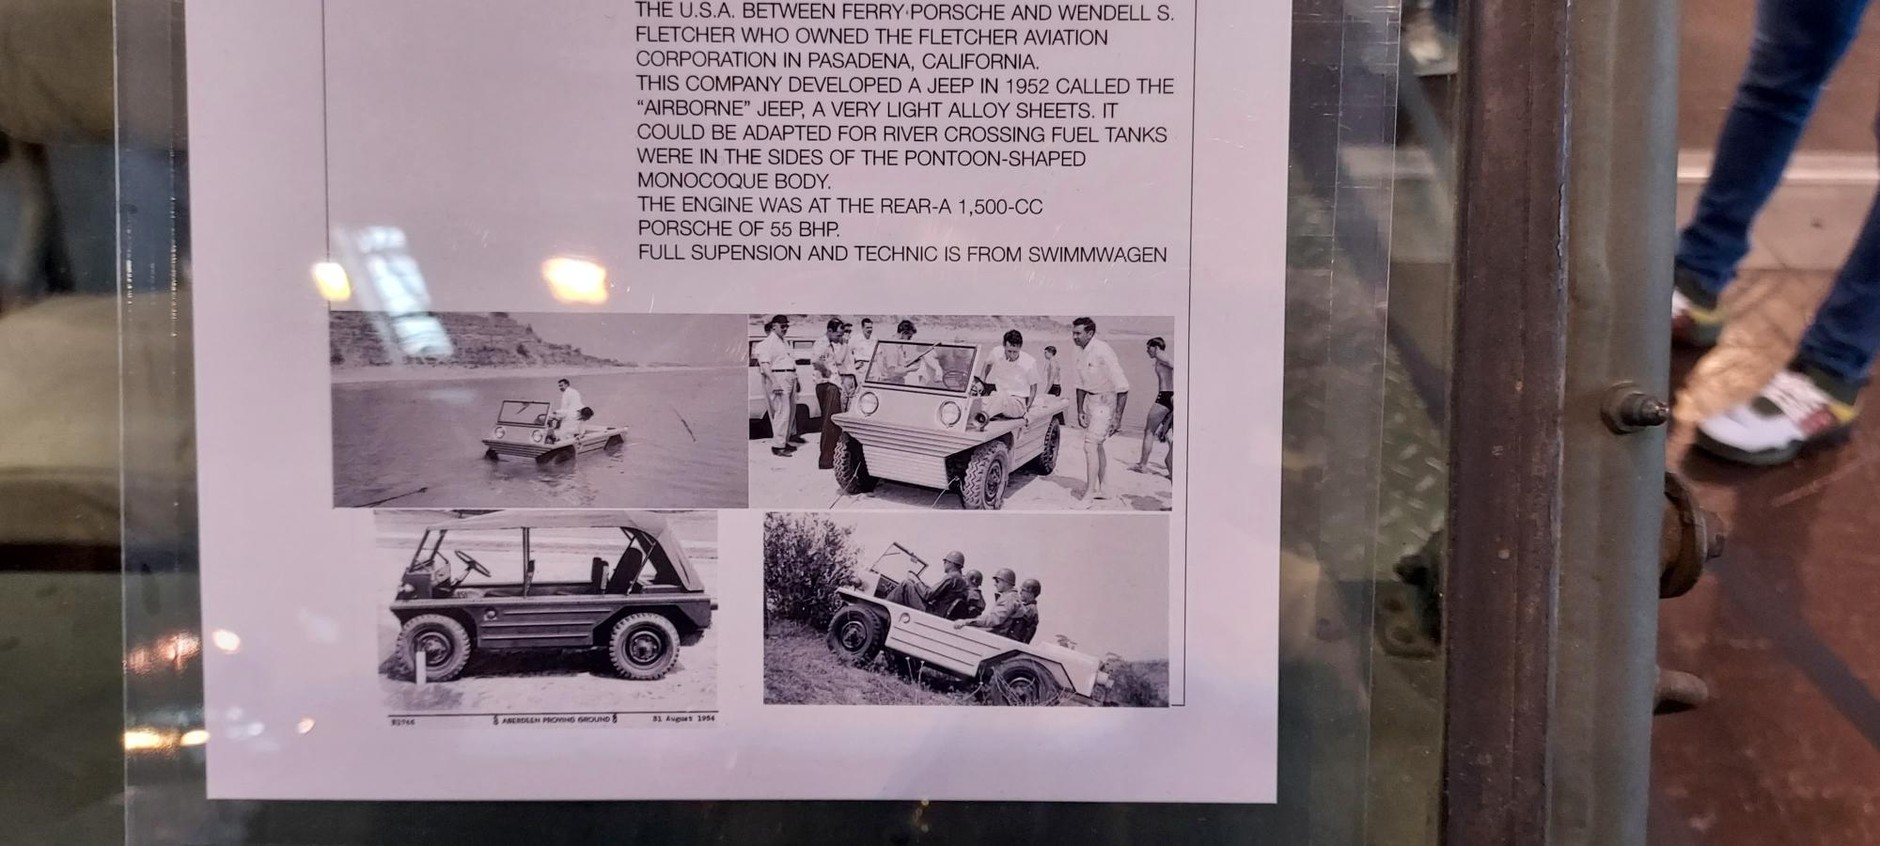 THE U.S.A. BETWEEN FERRY PORSCHE AND WENDELL S.
FLETCHER WHO OWNED THE FLETCHER AVIATION
CORPORATION IN PASADENA, CALIFORNIA.
THIS COMPANY DEVELOPED A JEEP IN 1952 CALLED THE
“AIRBORNE” JEEP, A VERY LIGHT ALLOY SHEETS. IT
COULD BE ADAPTED FOR RIVER CROSSING FUEL TANKS
WERE IN THE SIDES OF THE PONTOON-SHAPED
MONOCOQUE BODY.
THE ENGINE WAS AT THE REAR-A 1,500-CC
PORSCHE OF 55 BHP.
FULL SUPENSION AND TECHNIC IS FROM SWIMMWAGEN
ABERDEEN PROVING GROUND 31 August 1954